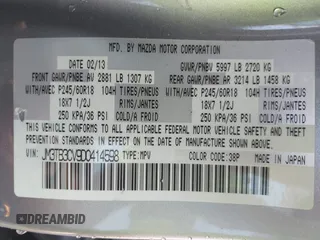 MFD. BY MAZDA MOTOR CORPORATION
DATE 02/13 GVWR/PNBV 5997 LB 2720 KG
FRONT GAWR/PNBE AV 2881 LB 1307 KG REAR GAWR/PNBE AR 3214 LB 1458 KG
WITH/AVEC P245/60R18 104H TIRES/PNEUS WITH/AVEC P245/60R18 104H TIRES/PNEUS
18X7 1/2J RIMS/JANTES 18X7 1/2J RIMS/JANTES
250 KPA/36 PSI COLD/A FROID 250 KPA/36 PSI COLD/A FROID
THIS VEHICLE CONFORMS TO ALL APPLICABLE FEDERAL MOTOR VEHICLE SAFETY AND THEFT
PREVENTION STANDARDS IN EFFECT ON THE DATE OF MANUFACTURE SHOWN ABOVE.
JM3TB3CV9D0414598 TYPE:MPV COLOR CODE:38P MADE IN JAPAN